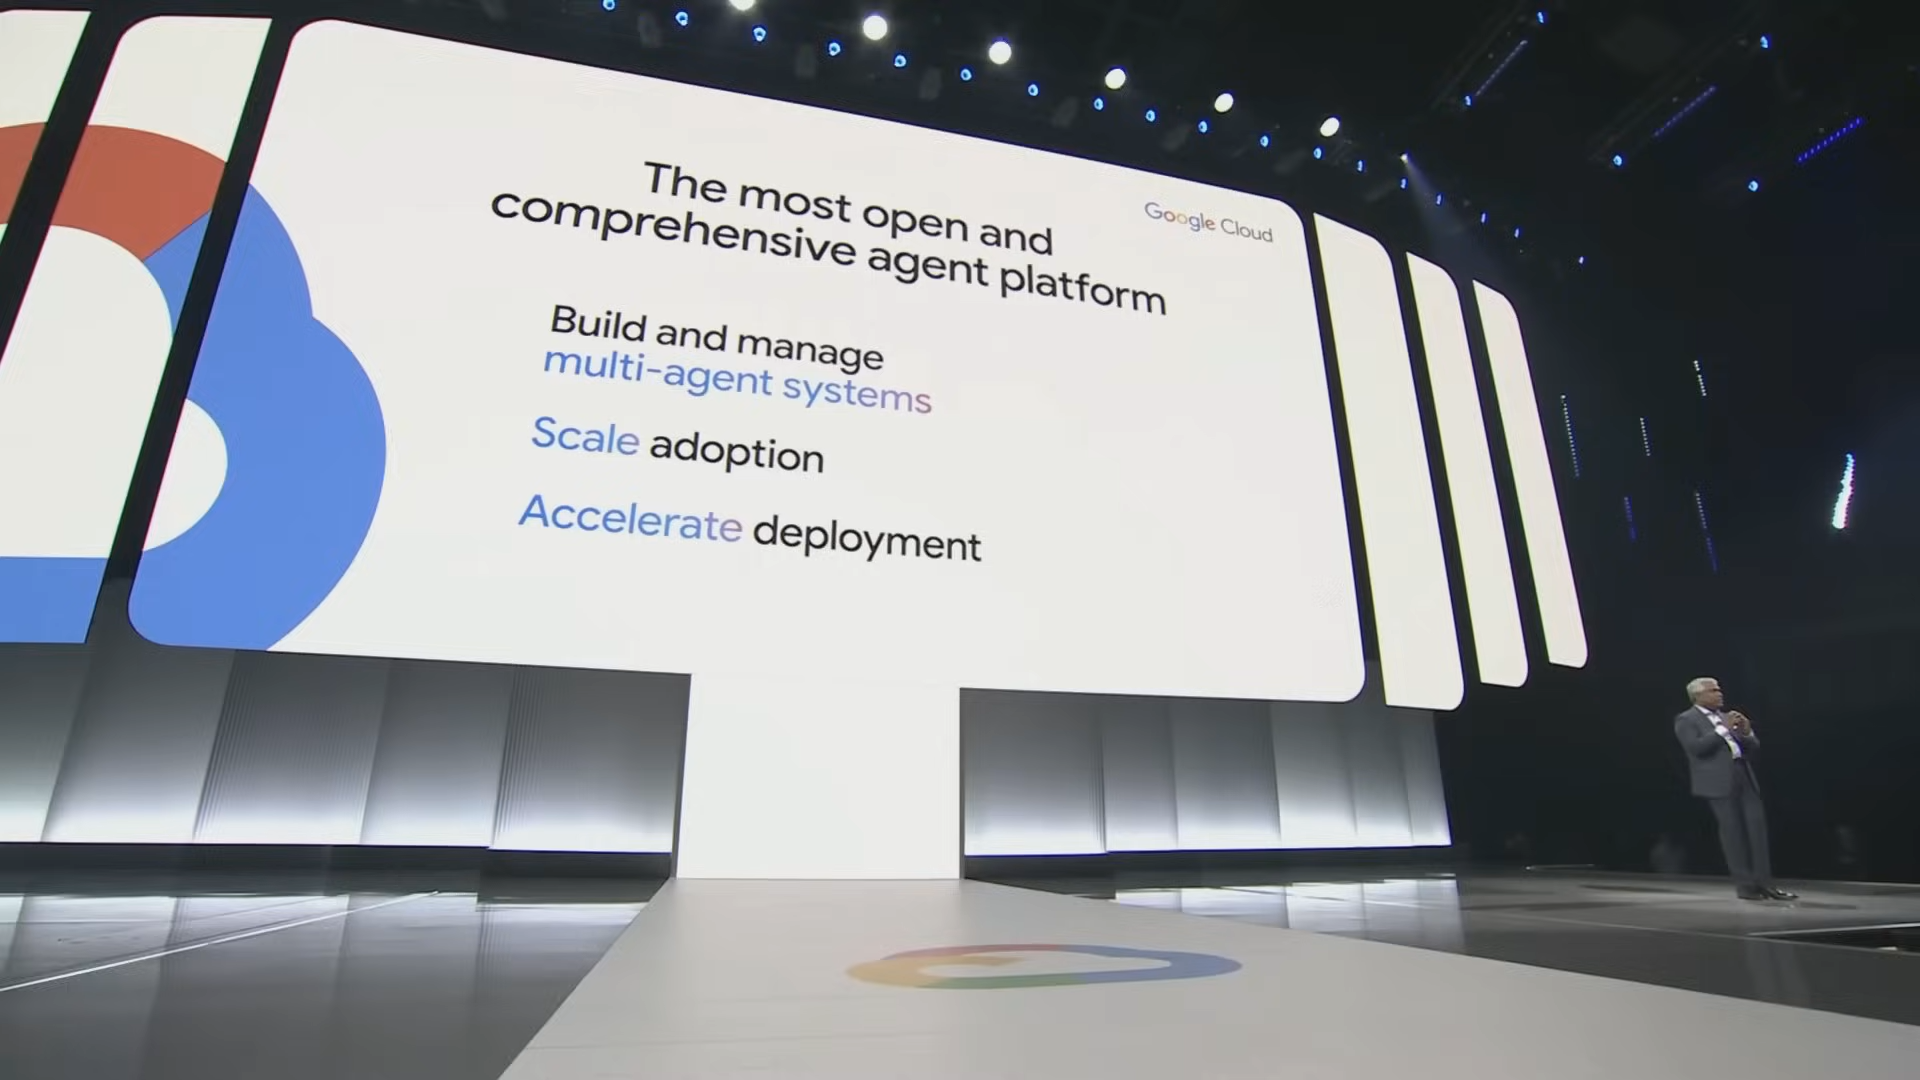 The most open and
comprehensive agent platform
Google Cloud
Build and manage
multi-agent systems
Scale adoption
Accelerate deployment